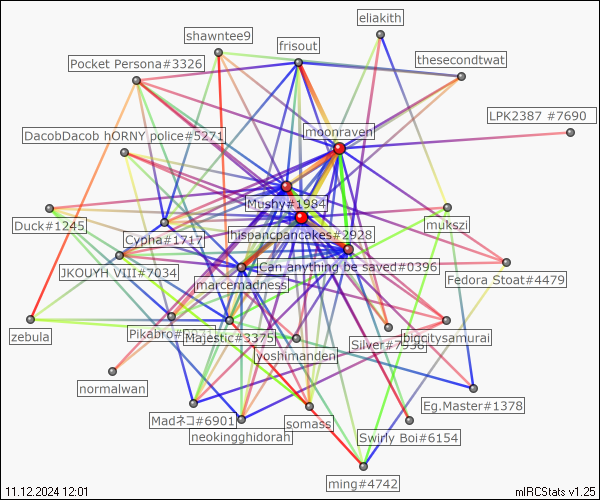 eliakith
shawntee9
frisout
thesecondtwat
Pocket Persona#3326
LPK2387 #7690
moonraven
DacobDacob hORNY police#5271
Mushy#1984
Duck#1245
mukszi
hispancpancakes#2928
Cypha#1717
Can anything be saved#0396
JKOUYH VIII#7034
Fedora Stoat#4479
marcemadness
zebula
Pikabro
Majestic#3375
bigcitysamurai
Silver#7938
yoshimanden
normalwan
Eg.Master#1378
Madネコ#6901
somass
neokingghidorah
Swirly Boi#6154
ming#4742
11.12.2024 12:01
mIRCStats v1.25